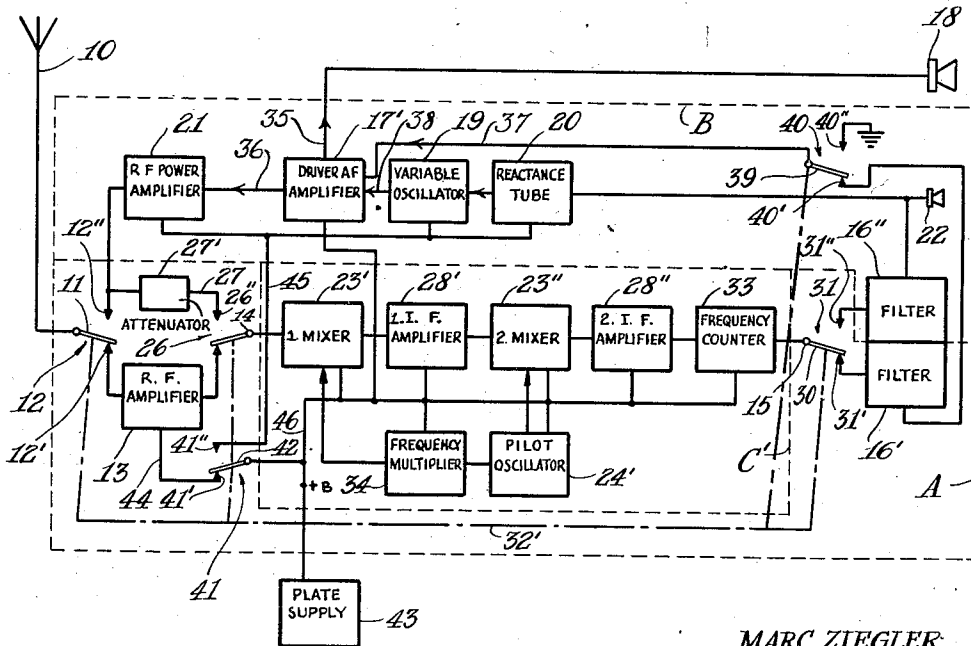 10
18
B
40 40"
21
35
17'
38
19
37
20
R F POWER
AMPLIFIER
36
DRIVER AF
AMPLIFIER
VARIABLE
OSCILLATOR
REACTANCE
TUBE
39
40'
22
12"
27'
27
26"
45
23'
28'
23"
28"
33
31"
31
16"
11
ATTENUATOR
26
14
1 MIXER
1. I. F.
AMPLIFIER
2. MIXER
2. I. F.
AMPLIFIER
FREQUENCY
COUNTER
FILTER
12
12'
R. F.
AMPLIFIER
13
44
41"
42
41'
46
+ B
FREQUENCY
MULTIPLIER
34
PILOT
OSCILLATOR
24'
C'
15
30
31'
FILTER
16'
A
41
32'
PLATE
SUPPLY
43
MARC ZIEGLER